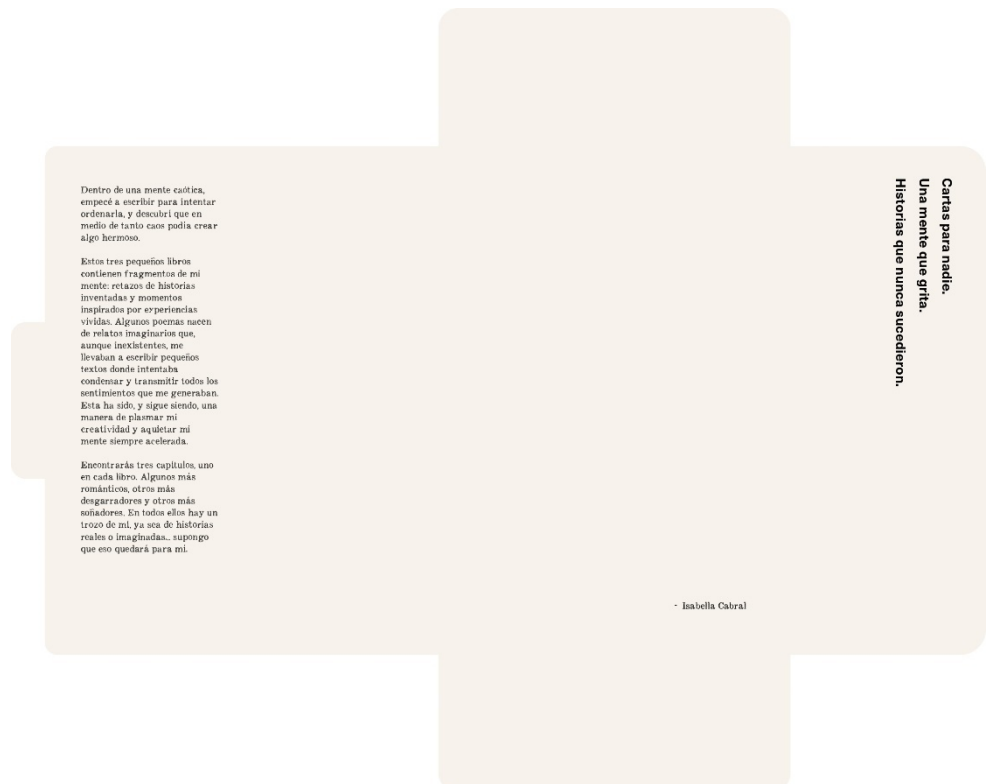 Dentro de una mente caótica,
empecé a escribir para intentar
ordenarla, y descubrí que en
medio de tanto caos podía crear
algo hermoso.
Estos tres pequeños libros
contienen fragmentos de mi
mente: retazos de historias
inventadas y momentos
inspirados por experiencias
vividas. Algunos poemas nacen
de relatos imaginarios que,
aunque inexistentes, me
llevaban a escribir pequeños
textos donde intentaba
condensar y transmitir todos los
sentimientos que me generaban.
Esta ha sido, y sigue siendo, una
manera de plasmar mi
creatividad y aquietar mi
mente siempre acelerada.
Encontrarás tres capítulos, uno
en cada libro. Algunos más
románticos, otros más
desgarradores y otros más
soñadores. En todos ellos hay un
trozo de mí, ya sea de historias
reales o imaginadas... supongo
que eso quedará para mí.
- Isabella Cabral
Cartas para nadie.
Una mente que grita.
Historias que nunca sucedieron.